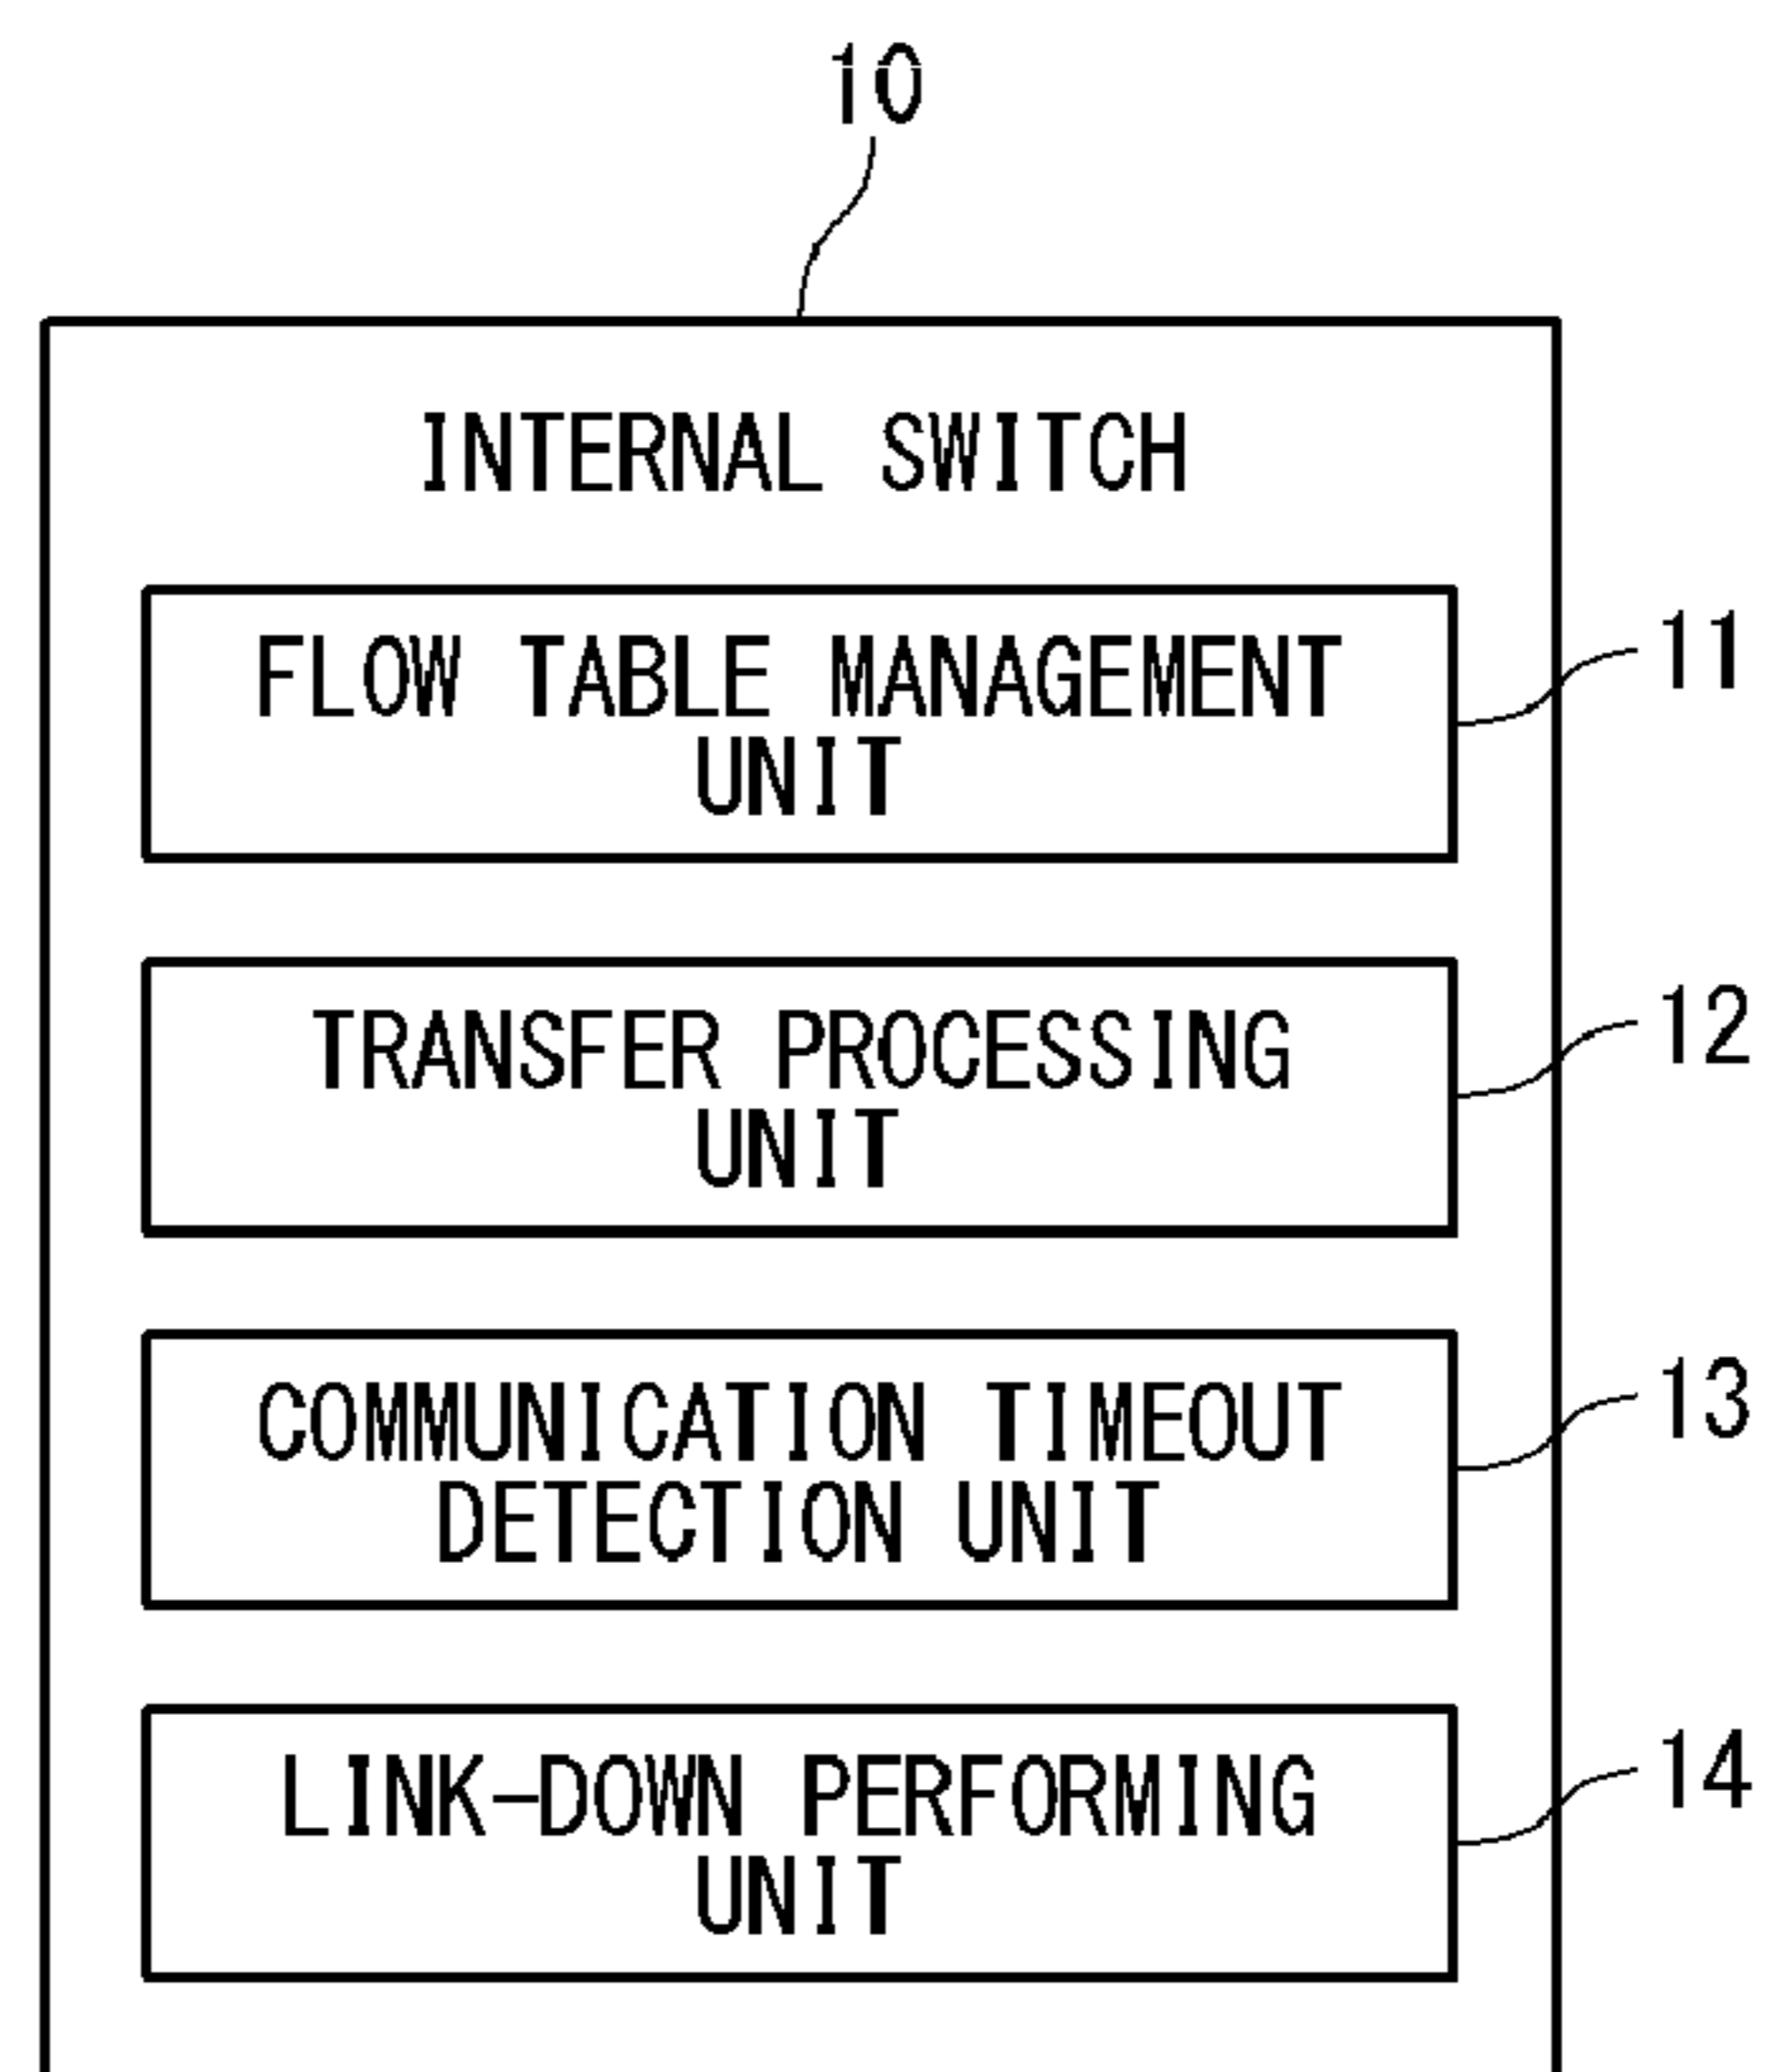 10
INTERNAL SWITCH
FLOW TABLE MANAGEMENT
UNIT
11
TRANSFER PROCESSING
UNIT
12
COMMUNICATION TIMEOUT
DETECTION UNIT
13
LINK-DOWN PERFORMING
UNIT
14